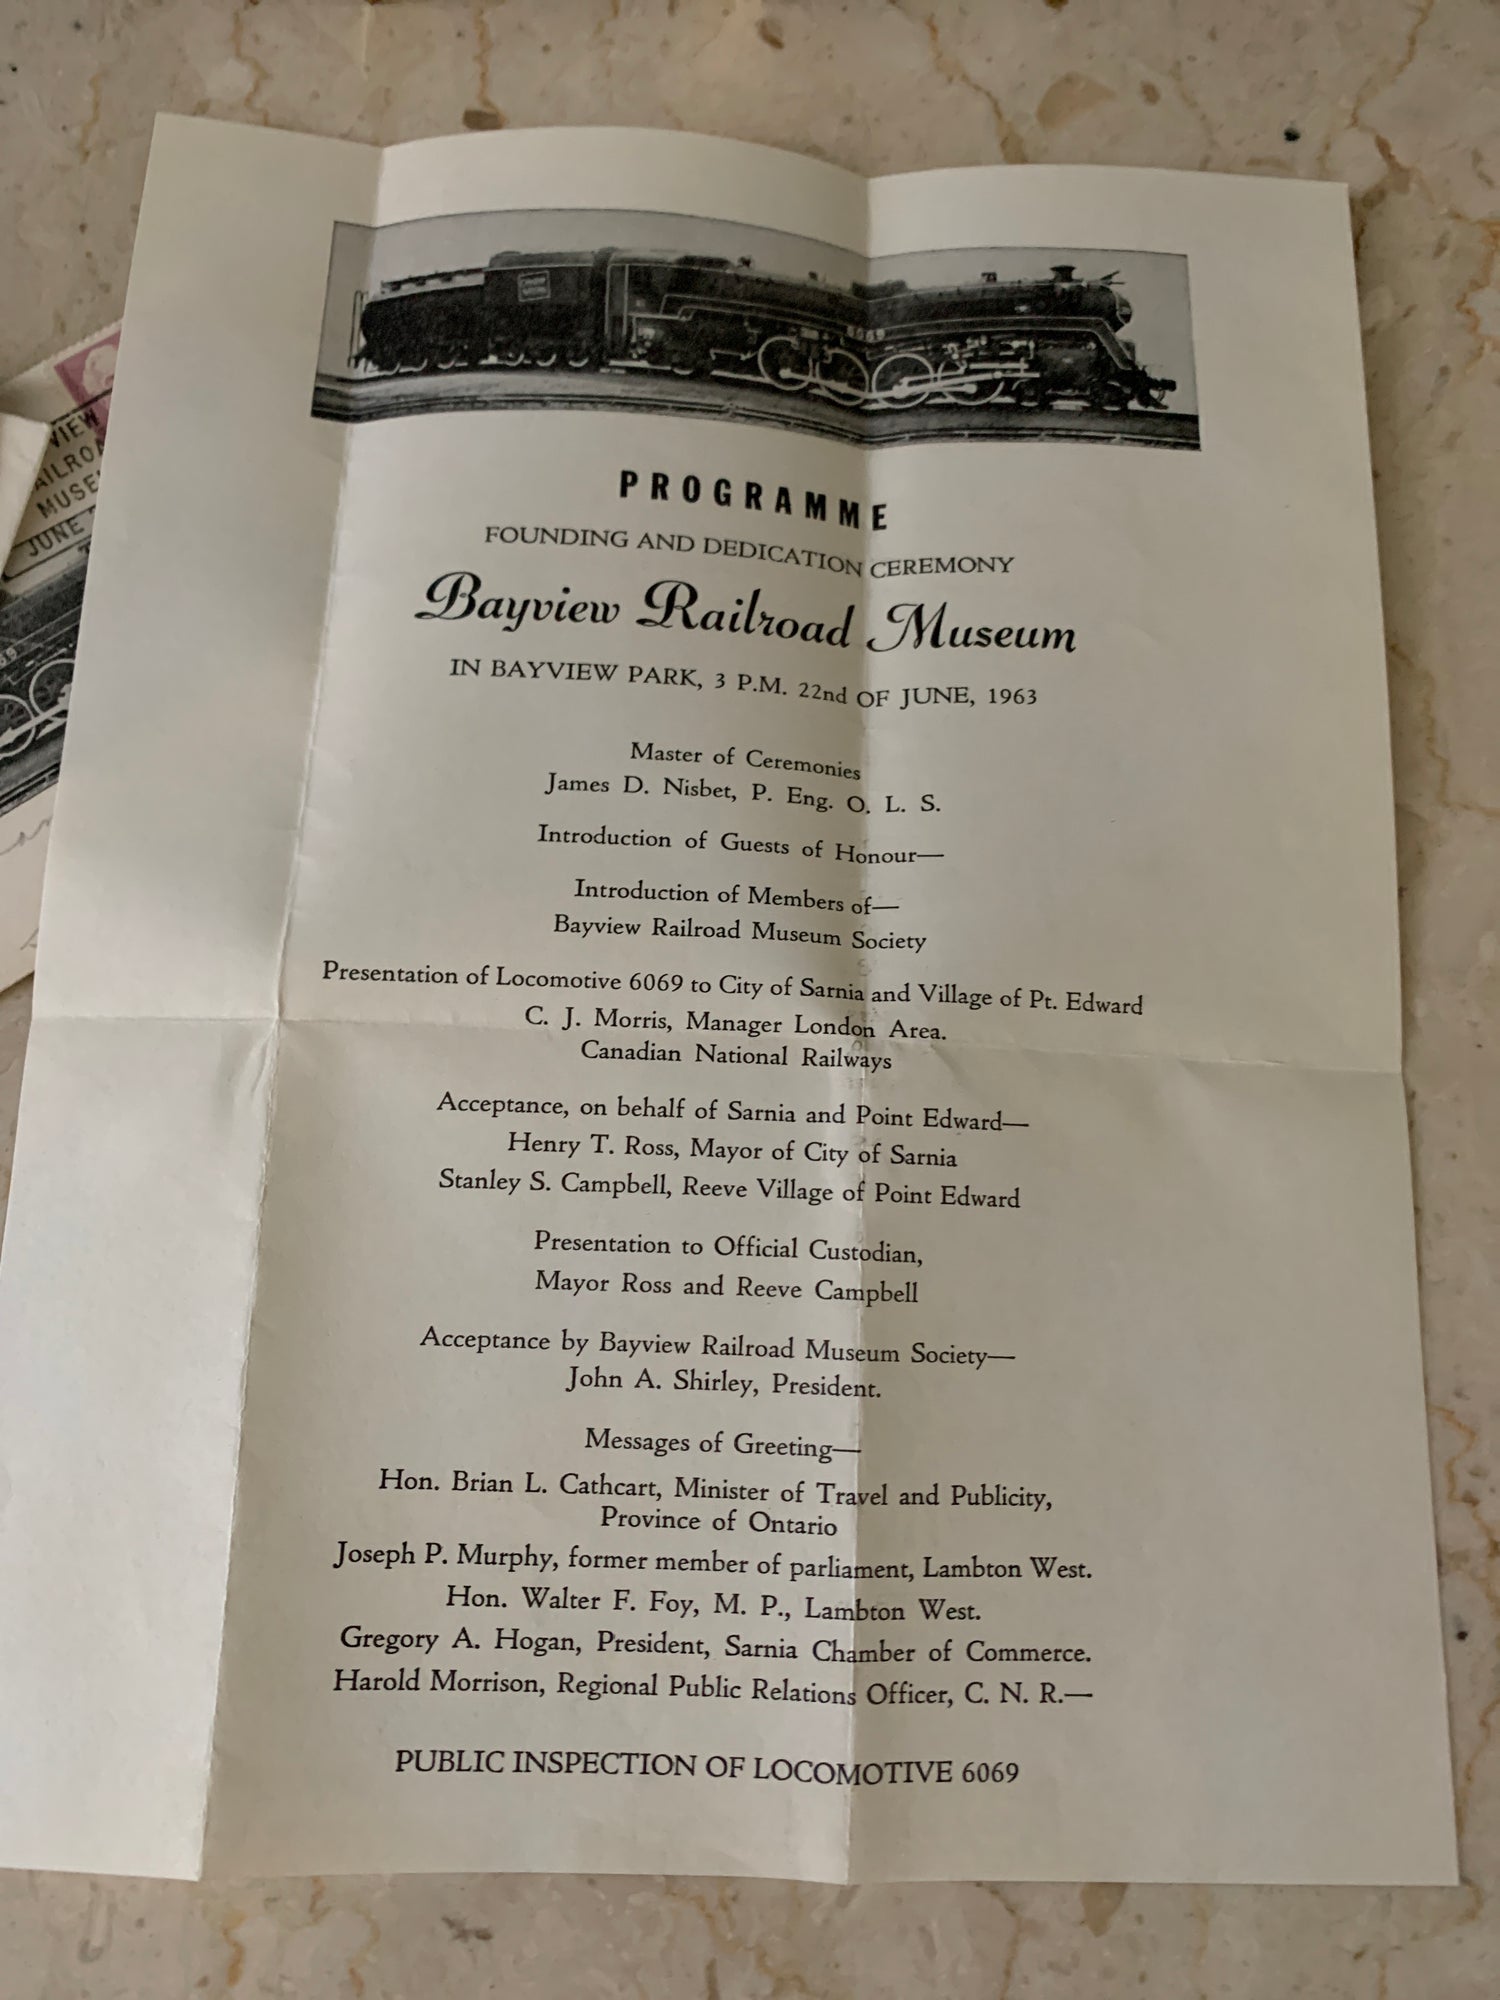 PROGRAMME
FOUNDING AND DEDICATION CEREMONY
Bayview Railroad Museum
IN BAYVIEW PARK, 3 P.M. 22nd OF JUNE, 1963
Master of Ceremonies
James D. Nisbet, P. Eng. O. L. S.
Introduction of Guests of Honour—
Introduction of Members of—
Bayview Railroad Museum Society
Presentation of Locomotive 6069 to City of Sarnia and Village of Pt. Edward
C. J. Morris, Manager London Area.
Canadian National Railways
Acceptance, on behalf of Sarnia and Point Edward—
Henry T. Ross, Mayor of City of Sarnia
Stanley S. Campbell, Reeve Village of Point Edward
Presentation to Official Custodian,
Mayor Ross and Reeve Campbell
Acceptance by Bayview Railroad Museum Society—
John A. Shirley, President.
Messages of Greeting—
Hon. Brian L. Cathcart, Minister of Travel and Publicity,
Province of Ontario
Joseph P. Murphy, former member of parliament, Lambton West.
Hon. Walter F. Foy, M. P., Lambton West.
Gregory A. Hogan, President, Sarnia Chamber of Commerce.
Harold Morrison, Regional Public Relations Officer, C. N. R.—
PUBLIC INSPECTION OF LOCOMOTIVE 6069
6069
VIEW
AILROA
MUSE
JUNE